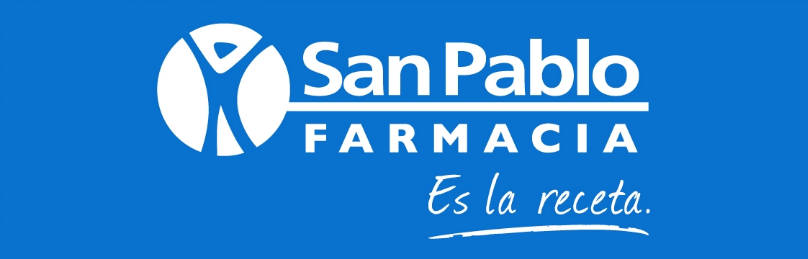 San Pablo
FARMACIA
Es la receta.